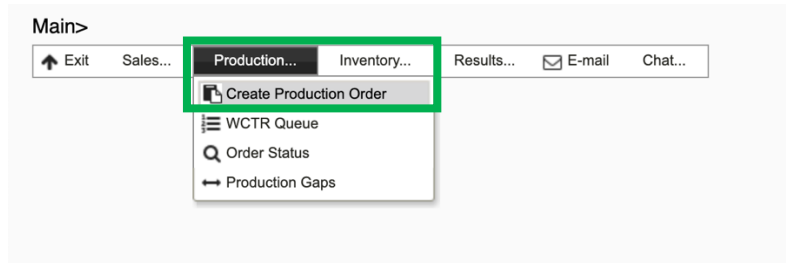 Main>
Exit Sales... Production... Inventory... Results... E-mail Chat...
Create Production Order
WCTR Queue
Order Status
Production Gaps